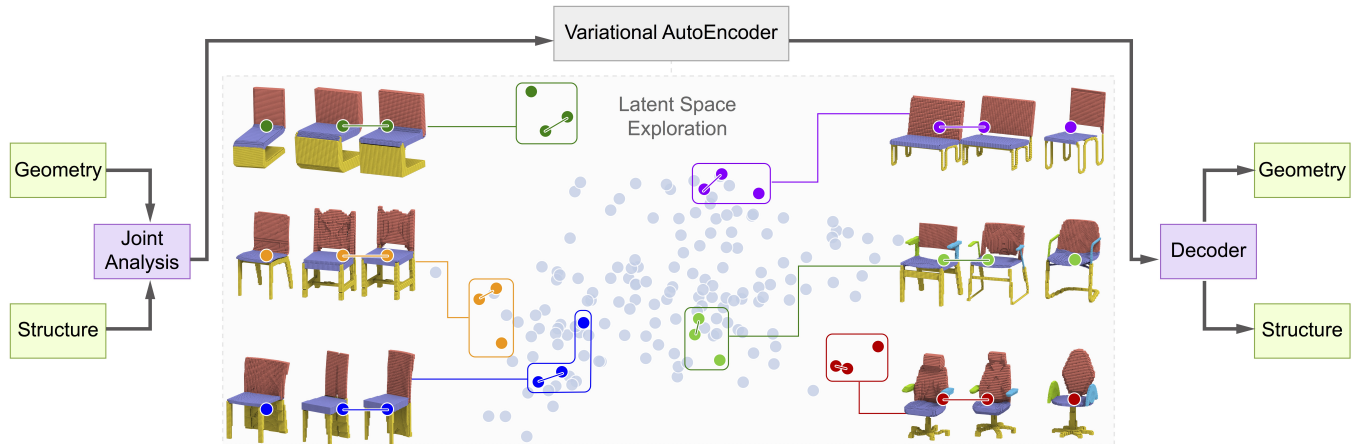 Variational AutoEncoder
Latent Space
Exploration
Geometry
Joint
Analysis
Structure
Geometry
Decoder
Structure